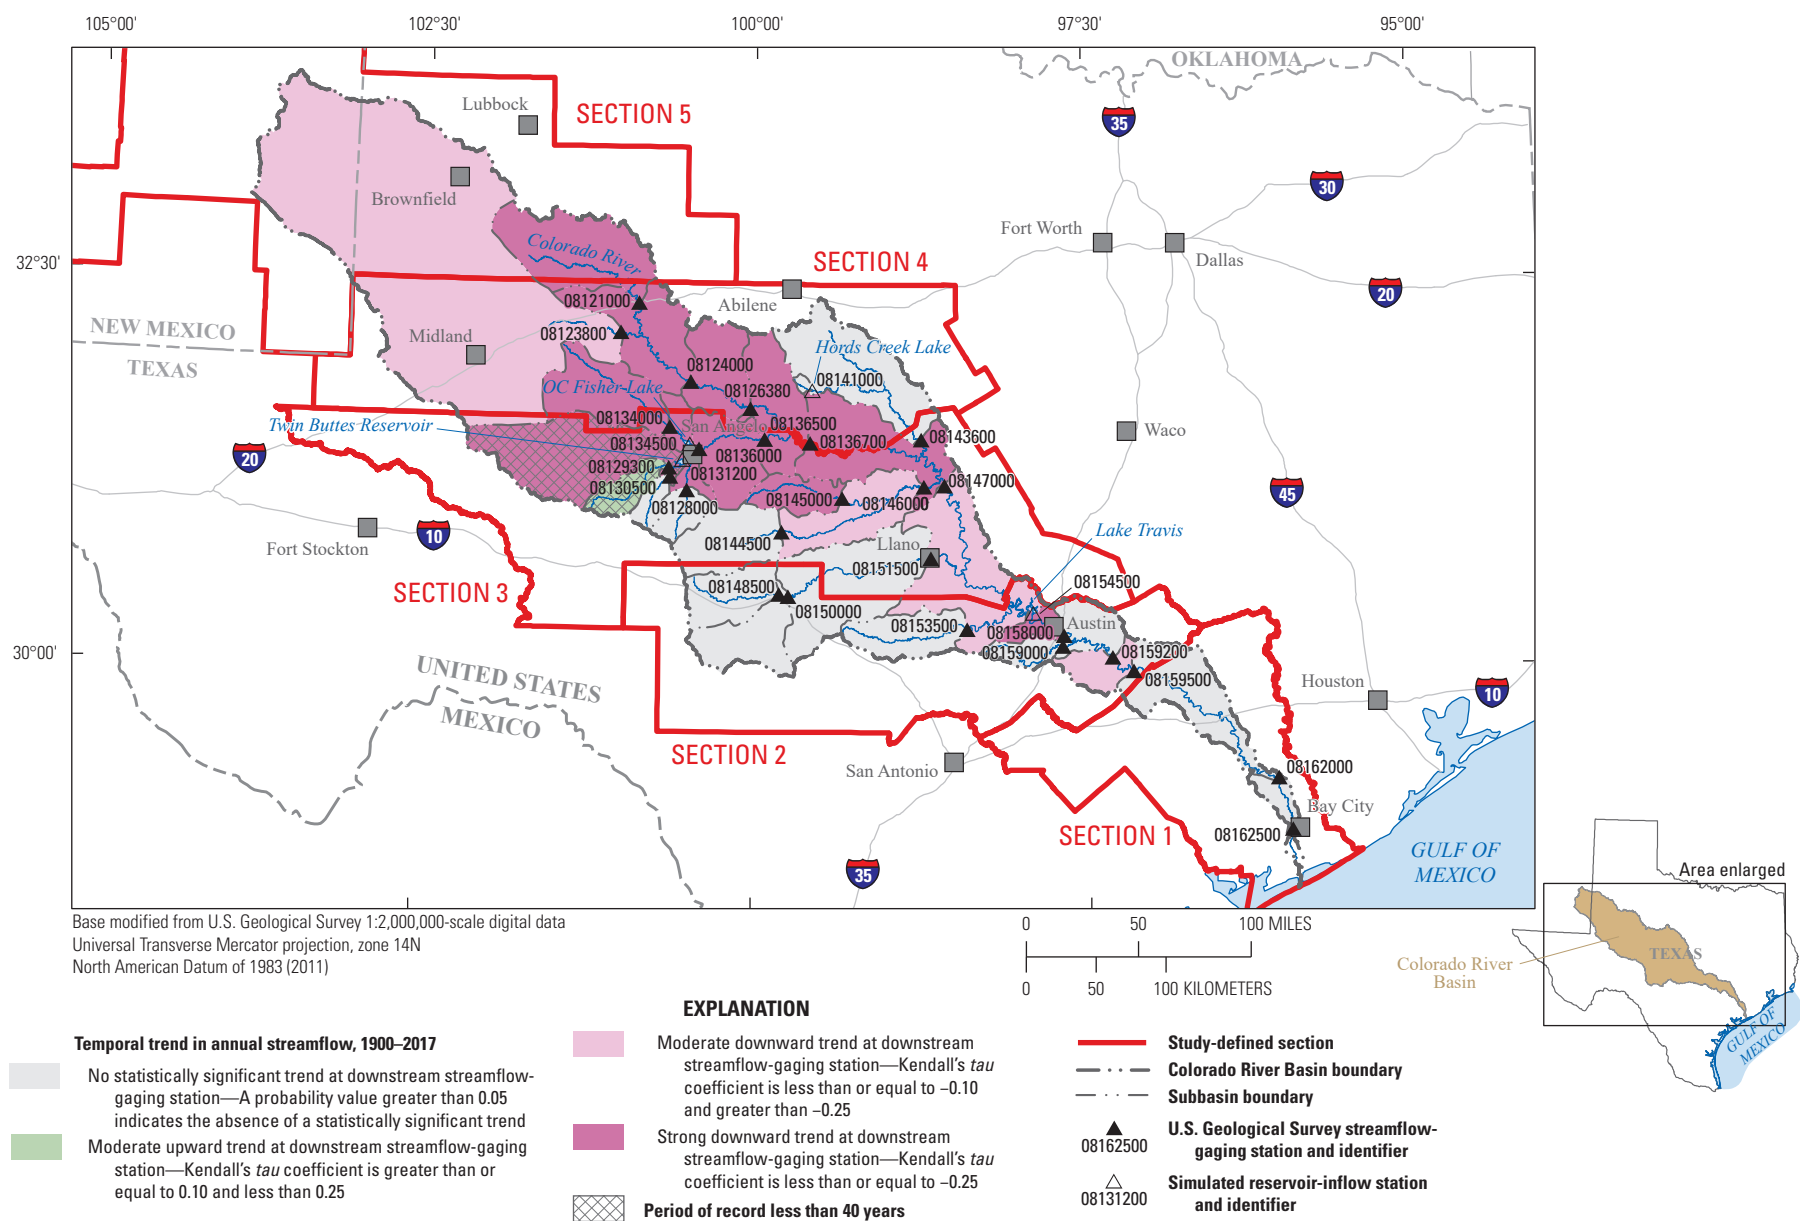 105°00'
102°30'
100°00'
97°30'
95°00'
OKLAHOMA
Lubbock
SECTION 5
35
30
Brownfield
Fort Worth
Dallas
32°30'
Colorado River
SECTION 4
20
08121000
Abilene
NEW MEXICO
TEXAS
Midland
08123800
Hords Creek Lake
08124000
OC Fisher Lake
08126380
08141000
Twin Buttes Reservoir
08134000
San Angelo
08136500
08143600
Waco
08134500
08136000
08136700
20
08129300
08131200
08130500
08128000
08145000
08146000
08147000
45
Fort Stockton
10
08144500
Llano
Lake Travis
08151500
08148500
08154500
SECTION 3
08150000
08153500
08158000
Austin
30°00'
08159000
08159200
08159500
UNITED STATES
MEXICO
Houston
10
SECTION 2
San Antonio
08162000
Bay City
SECTION 1
08162500
35
GULF OF
MEXICO
Area enlarged
TEXAS
Colorado River
Basin
GULF OF
MEXICO
Base modified from U.S. Geological Survey 1:2,000,000-scale digital data
Universal Transverse Mercator projection, zone 14N
North American Datum of 1983 (2011)
0 50 100 MILES
0 50 100 KILOMETERS
EXPLANATION
Temporal trend in annual streamflow, 1900–2017
No statistically significant trend at downstream streamflow-
gaging station—A probability value greater than 0.05
indicates the absence of a statistically significant trend
Moderate upward trend at downstream streamflow-gaging
station—Kendall's tau coefficient is greater than or
equal to 0.10 and less than 0.25
Moderate downward trend at downstream
streamflow-gaging station—Kendall's tau
coefficient is less than or equal to −0.10
and greater than −0.25
Strong downward trend at downstream
streamflow-gaging station—Kendall's tau
coefficient is less than or equal to −0.25
Period of record less than 40 years
Study-defined section
Colorado River Basin boundary
Subbasin boundary
U.S. Geological Survey streamflow-
gaging station and identifier
08162500
Simulated reservoir-inflow station
and identifier
08131200